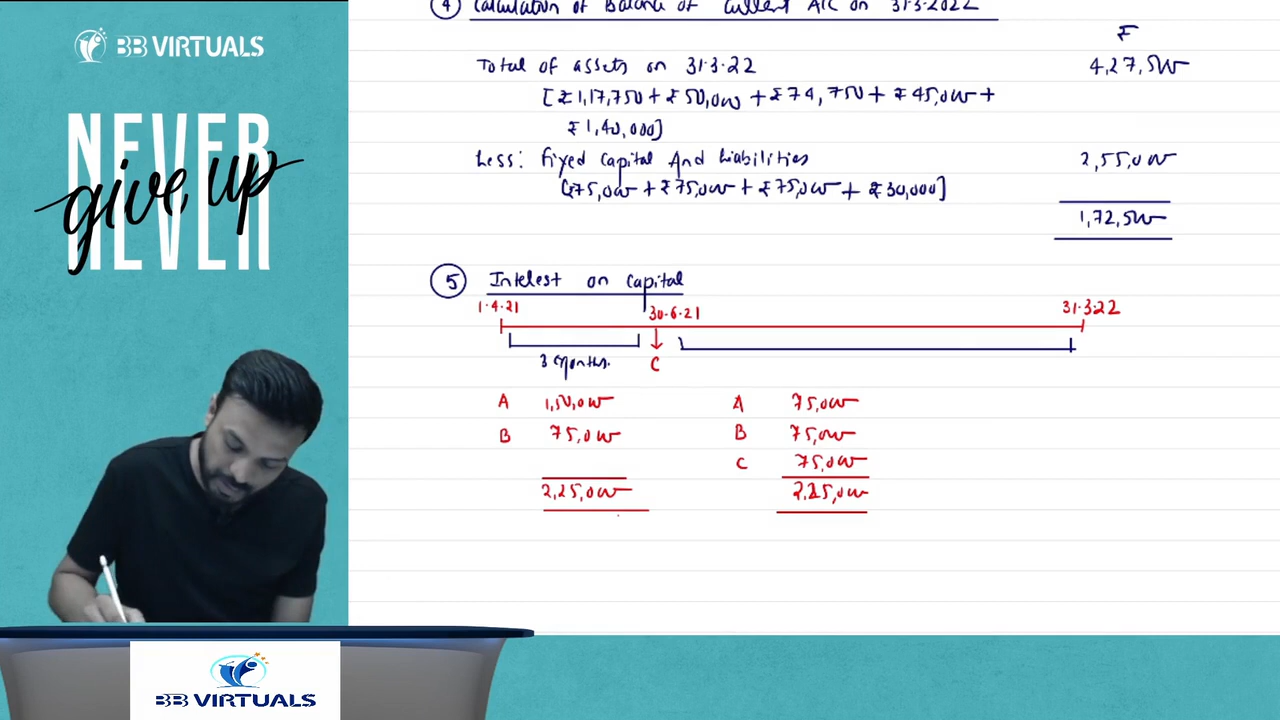 BB VIRTUALS
NEVER
give up
NEVER
④ Calculation of Balance of Current A/C on 31·3·2022
₹
Total of assets on 31·3·22 4,27,500
[₹1,17,750 + ₹50,000 + ₹74,750 + ₹45,000 +
₹1,40,000]
Less: Fixed Capital And Liabilities 2,55,000
[₹75,000 + ₹75,000 + ₹75,000 + ₹30,000]
1,72,500
⑤ Interest on Capital
1·4·21 30·6·21 31·3·22
3 months. C
A 1,50,000 A 75,000
B 75,000 B 75,000
C 75,000
2,25,000 2,25,000
BB VIRTUALS